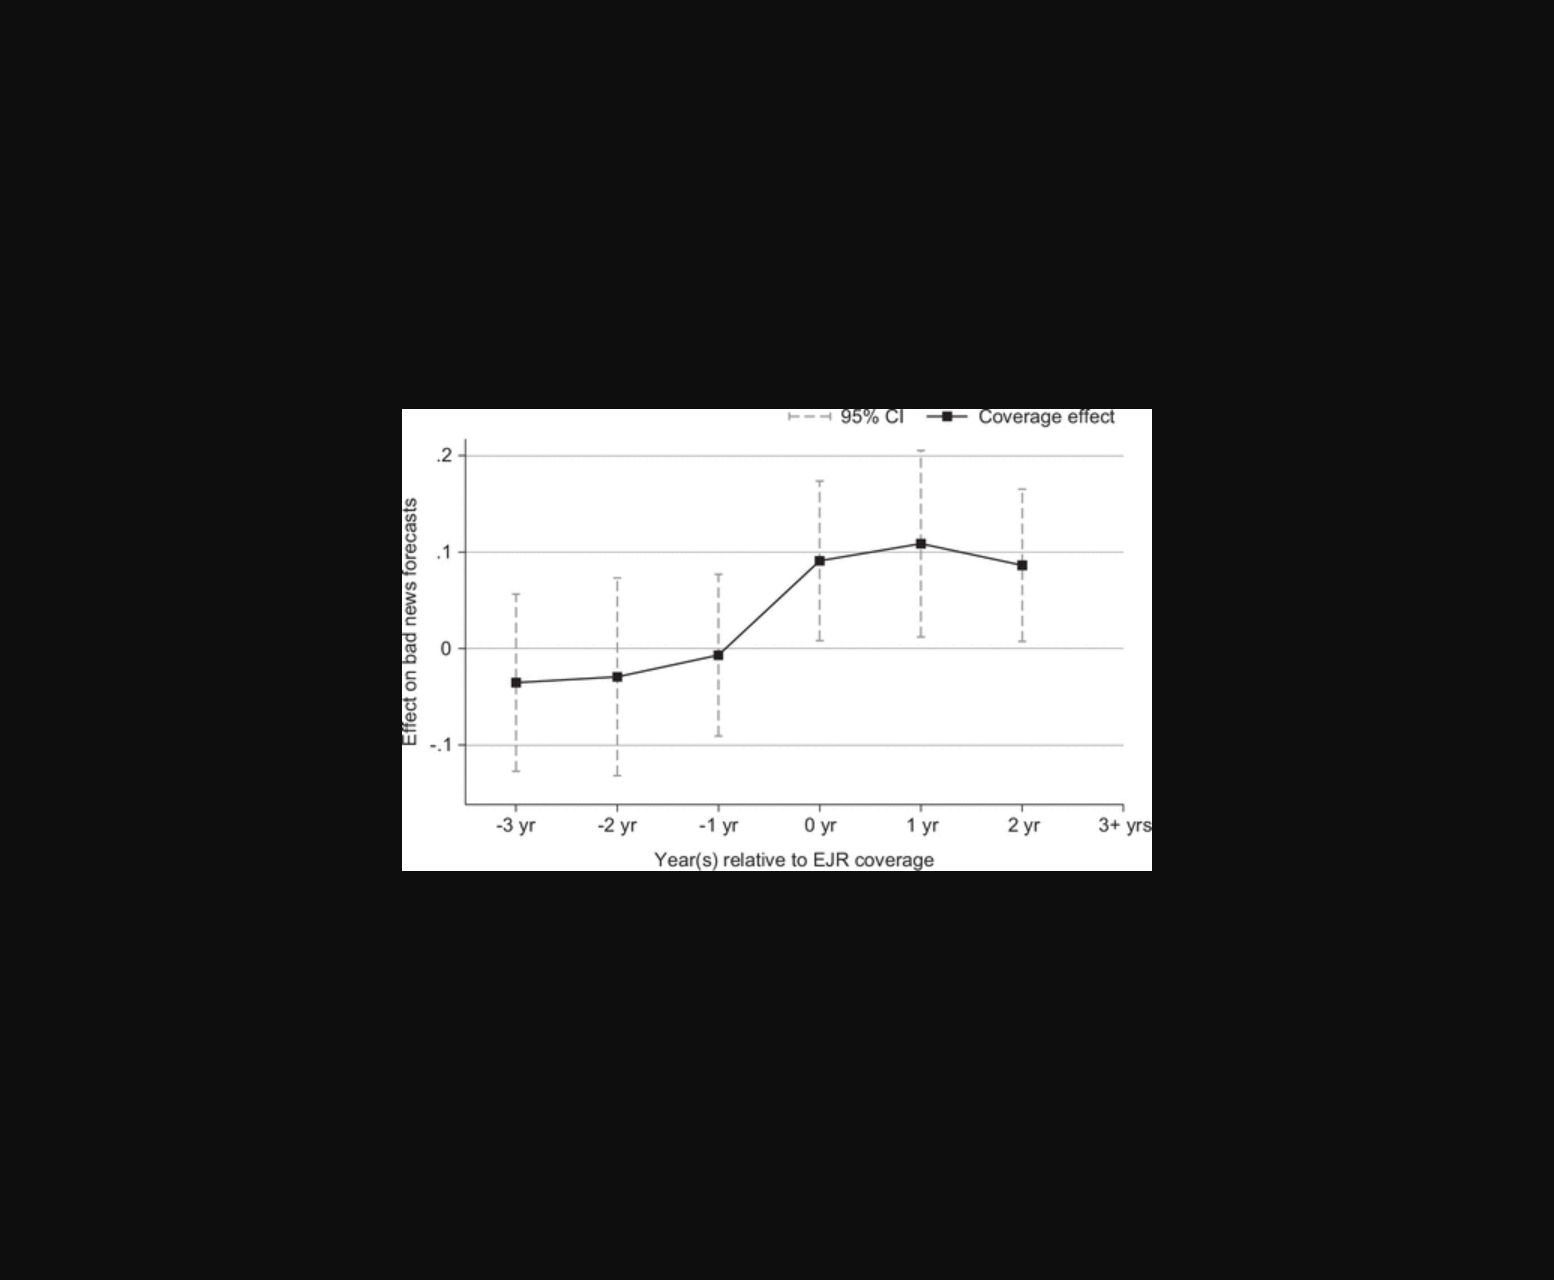 95% CI Coverage effect
Effect on bad news forecasts
.2
.1
0
-.1
-3 yr -2 yr -1 yr 0 yr 1 yr 2 yr 3+ yrs
Year(s) relative to EJR coverage